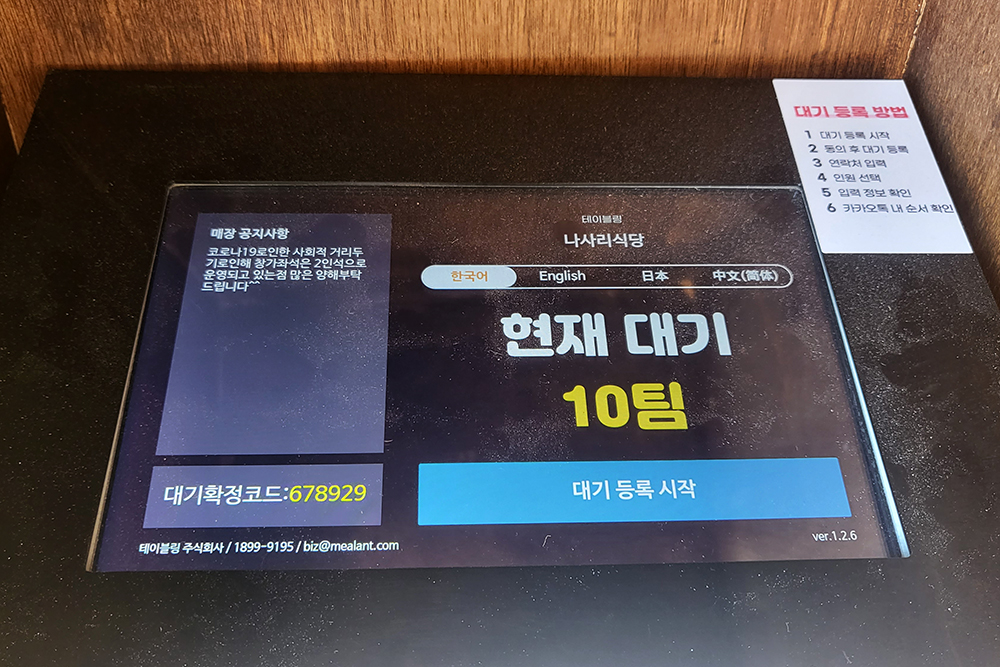 대기 등록 방법
1 대기 등록 시작
2 동의 후 대기 등록
3 연락처 입력
4 인원 선택
5 입력 정보 확인
6 카카오톡 내 순서 확인
매장 공지사항
코로나19로인한 사회적 거리두
기로인해 창가좌석은 2인석으로
운영되고 있는점 많은 양해부탁
드립니다^^
대기확정코드:678929
테이블링 주식회사 / 1899-9195 / biz@mealant.com
테이블링
나사리식당
한국어 English 日本 中文(简体)
현재 대기
10팀
대기 등록 시작
ver.1.2.6